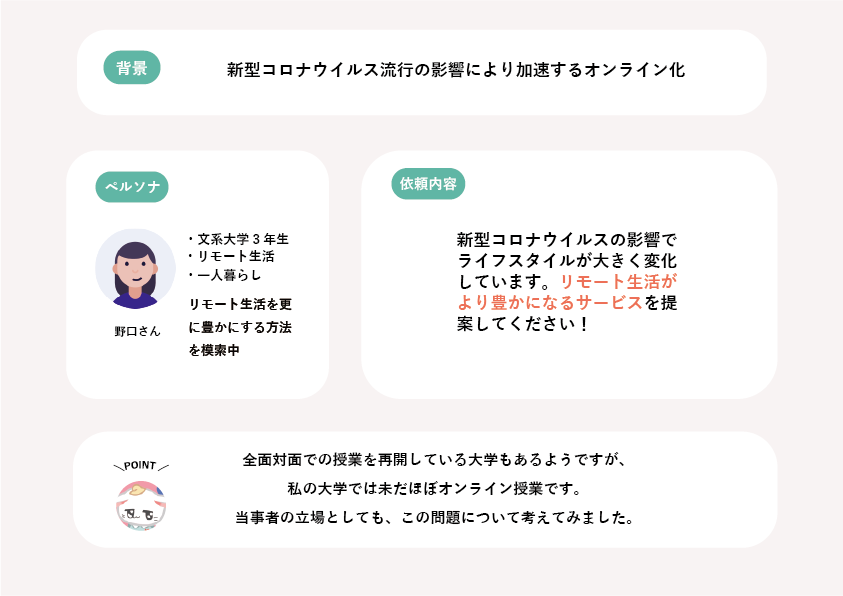 背景
新型コロナウイルス流行の影響により加速するオンライン化
ペルソナ
・文系大学３年生
・リモート生活
・一人暮らし
リモート生活を更
に豊かにする方法
を模索中
野口さん
依頼内容
新型コロナウイルスの影響で
ライフスタイルが大きく変化
しています。リモート生活が
より豊かになるサービスを提
案してください！
＼POINT／
全面対面での授業を再開している大学もあるようですが、
私の大学では未だほぼオンライン授業です。
当事者の立場としても、この問題について考えてみました。